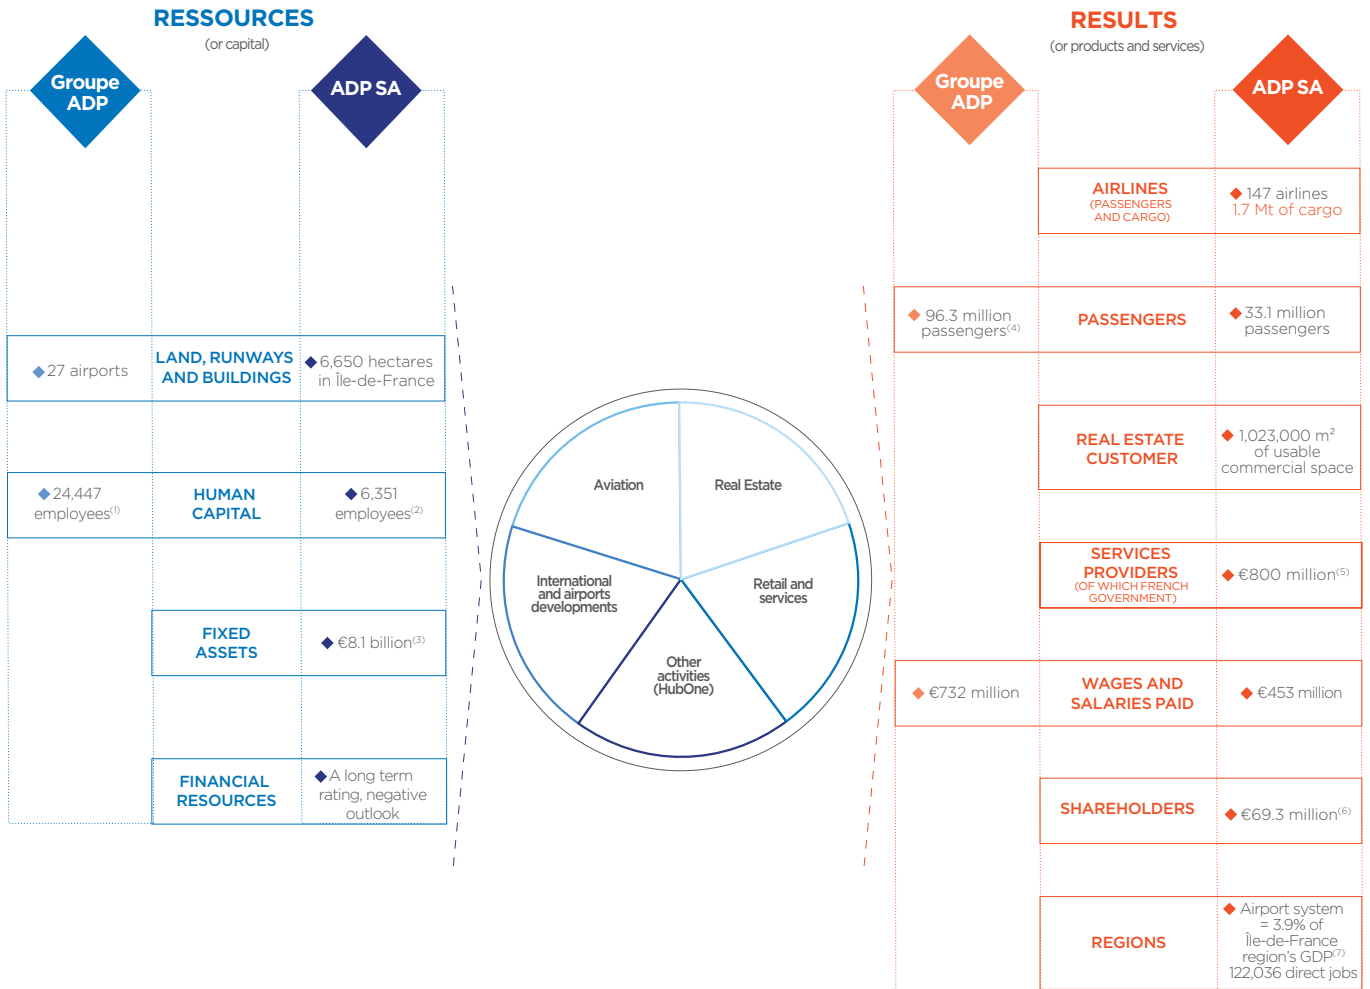 RESSOURCES
(or capital)
Groupe
ADP
ADP SA
LAND, RUNWAYS
AND BUILDINGS
27 airports
6,650 hectares
in Île-de-France
24,447
employees(1)
HUMAN
CAPITAL
6,351
employees(2)
FIXED
ASSETS
€8.1 billion(3)
FINANCIAL
RESOURCES
A long term
rating, negative
outlook
Aviation
Real Estate
International
and airports
developments
Retail and
services
Other
activities
(HubOne)
RESULTS
(or products and services)
Groupe
ADP
ADP SA
AIRLINES
(PASSENGERS
AND CARGO)
147 airlines
1.7 Mt of cargo
96.3 million
passengers(4)
PASSENGERS
33.1 million
passengers
REAL ESTATE
CUSTOMER
1,023,000 m²
of usable
commercial space
SERVICES
PROVIDERS
(OF WHICH FRENCH
GOVERNMENT)
€800 million(5)
€732 million
WAGES AND
SALARIES PAID
€453 million
SHAREHOLDERS
€69.3 million(6)
REGIONS
Airport system
= 3.9% of
Île-de-France
region's GDP(7)
122,036 direct jobs